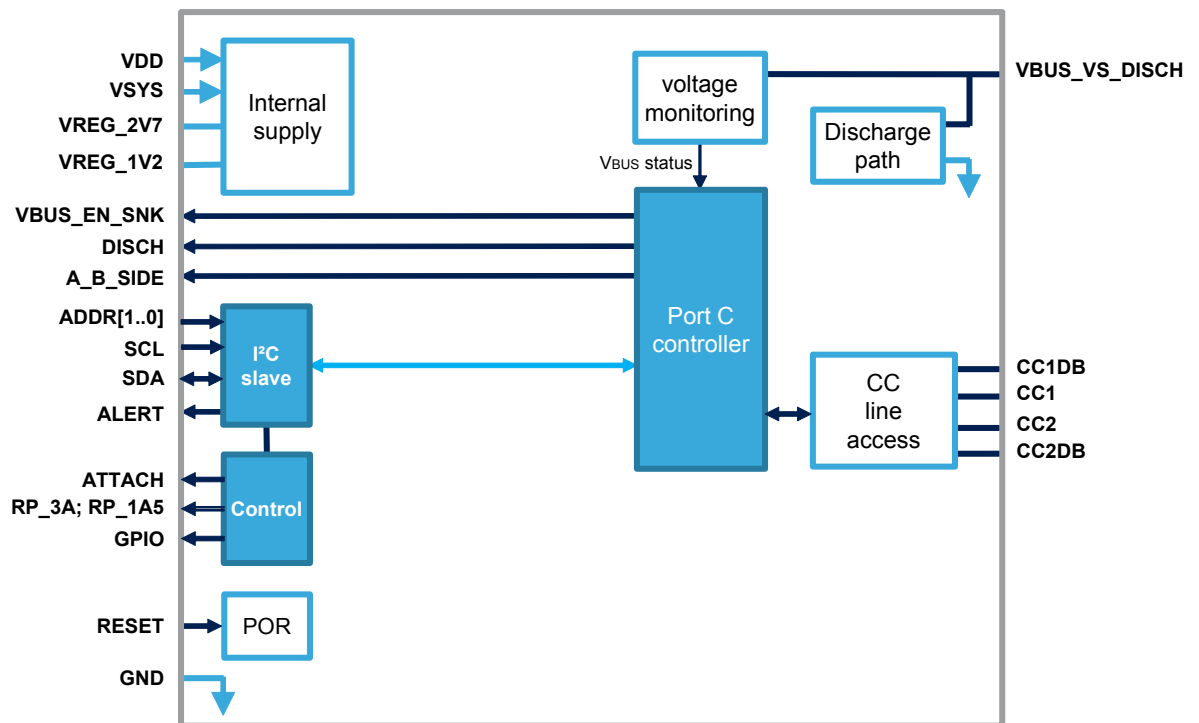 VDD
VSYS
VREG_2V7
VREG_1V2
Internal
supply
voltage
monitoring
VBUS_VS_DISCH
Discharge
path
VBUS status
VBUS_EN_SNK
DISCH
A_B_SIDE
Port C
controller
ADDR[1..0]
SCL
SDA
ALERT
I²C
slave
CC
line
access
CC1DB
CC1
CC2
CC2DB
ATTACH
RP_3A; RP_1A5
GPIO
Control
RESET
POR
GND